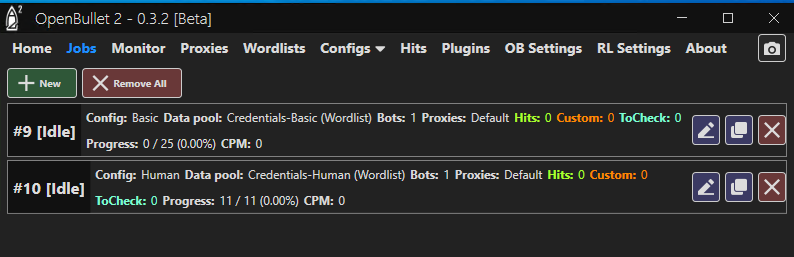 OpenBullet 2 - 0.3.2 [Beta]
Home Jobs Monitor Proxies Wordlists Configs Hits Plugins OB Settings RL Settings About
New Remove All
#9 [Idle] Config: Basic Data pool: Credentials-Basic (Wordlist) Bots: 1 Proxies: Default Hits: 0 Custom: 0 ToCheck: 0
Progress: 0 / 25 (0.00%) CPM: 0
#10 [Idle] Config: Human Data pool: Credentials-Human (Wordlist) Bots: 1 Proxies: Default Hits: 0 Custom: 0
ToCheck: 0 Progress: 11 / 11 (0.00%) CPM: 0